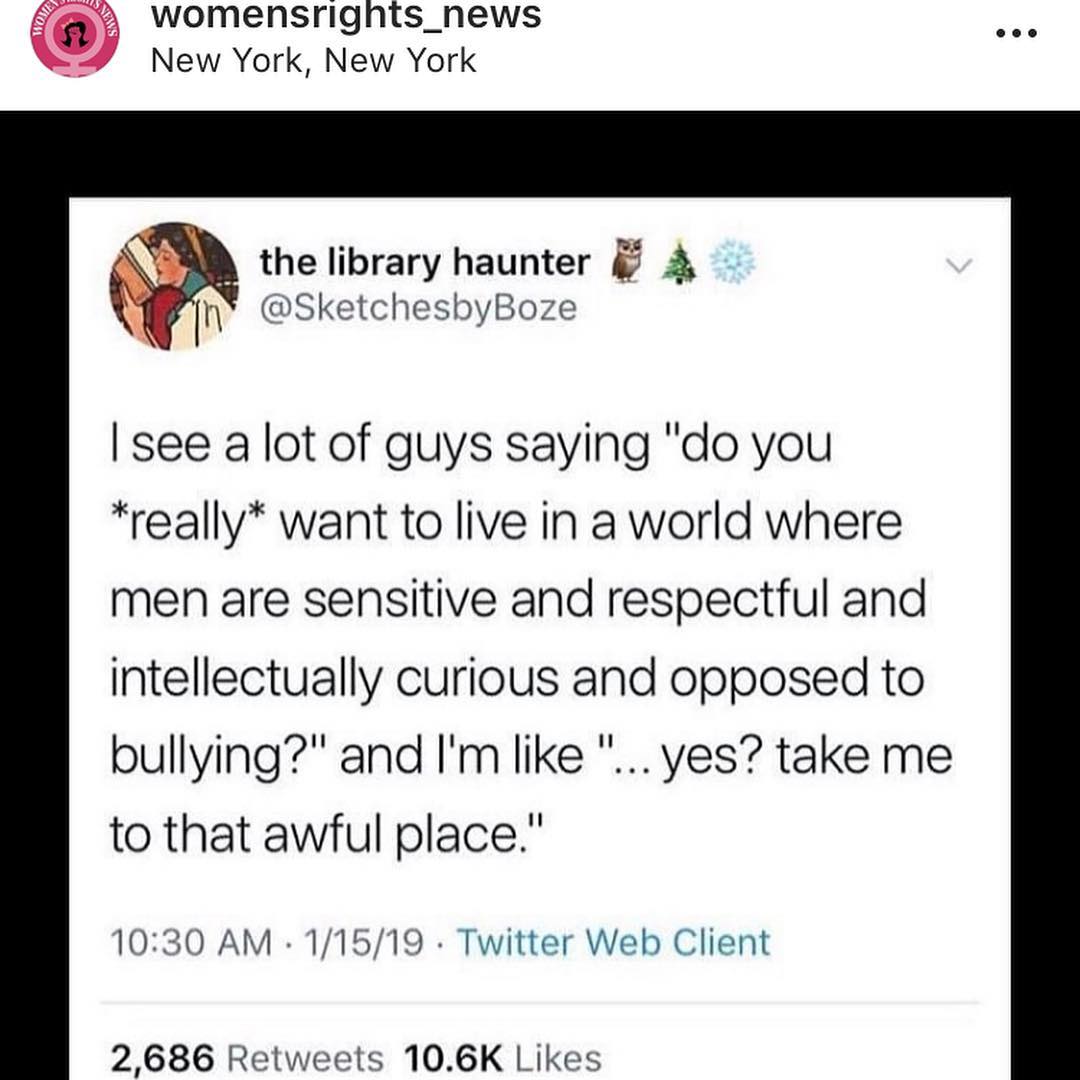 WOMEN'S RIGHTS NEWS
womensrights_news
New York, New York
the library haunter 🦉🎄❄️
@SketchesbyBoze
I see a lot of guys saying "do you
*really* want to live in a world where
men are sensitive and respectful and
intellectually curious and opposed to
bullying?" and I'm like "... yes? take me
to that awful place."
10:30 AM · 1/15/19 · Twitter Web Client
2,686 Retweets 10.6K Likes